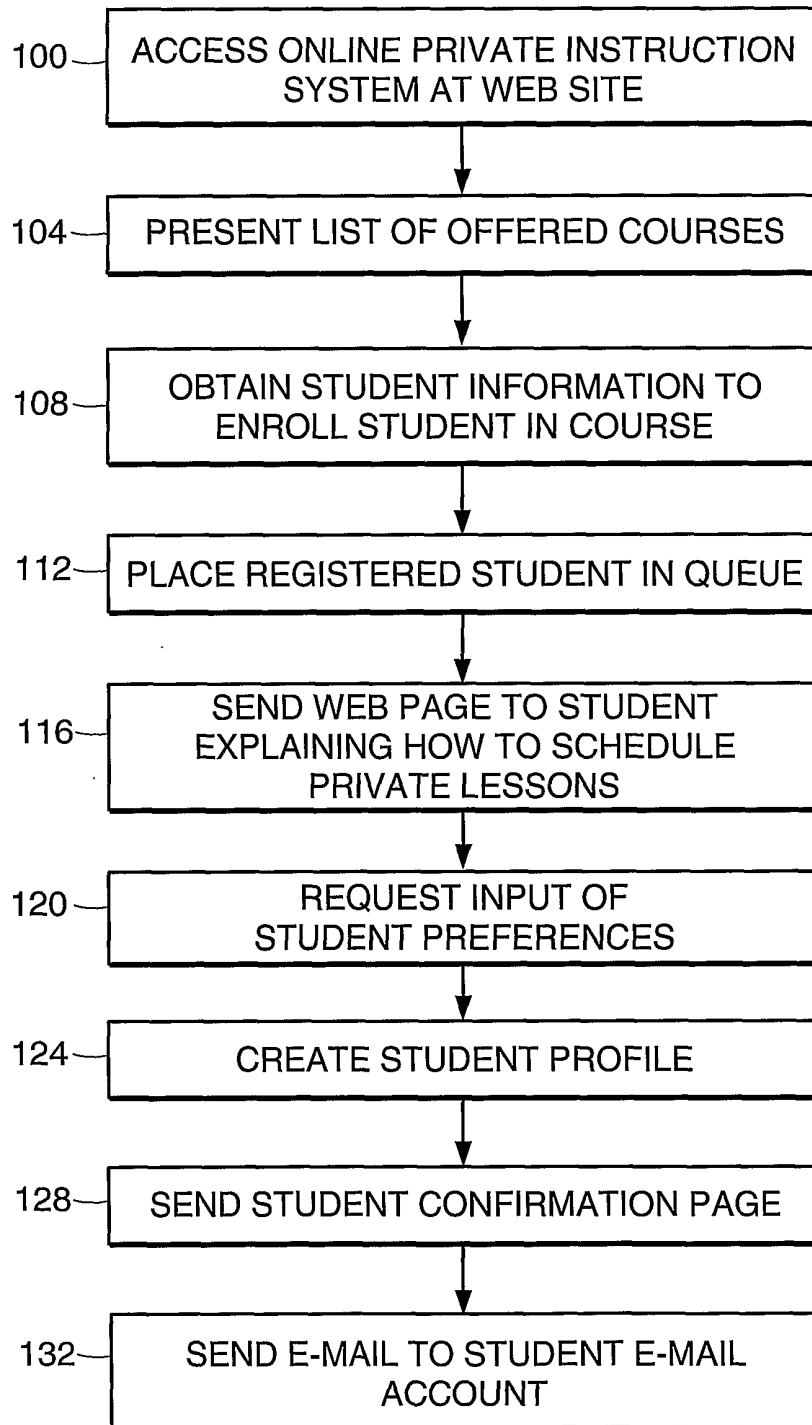 100
ACCESS ONLINE PRIVATE INSTRUCTION
SYSTEM AT WEB SITE
104
PRESENT LIST OF OFFERED COURSES
108
OBTAIN STUDENT INFORMATION TO
ENROLL STUDENT IN COURSE
112
PLACE REGISTERED STUDENT IN QUEUE
116
SEND WEB PAGE TO STUDENT
EXPLAINING HOW TO SCHEDULE
PRIVATE LESSONS
120
REQUEST INPUT OF
STUDENT PREFERENCES
124
CREATE STUDENT PROFILE
128
SEND STUDENT CONFIRMATION PAGE
132
SEND E-MAIL TO STUDENT E-MAIL
ACCOUNT